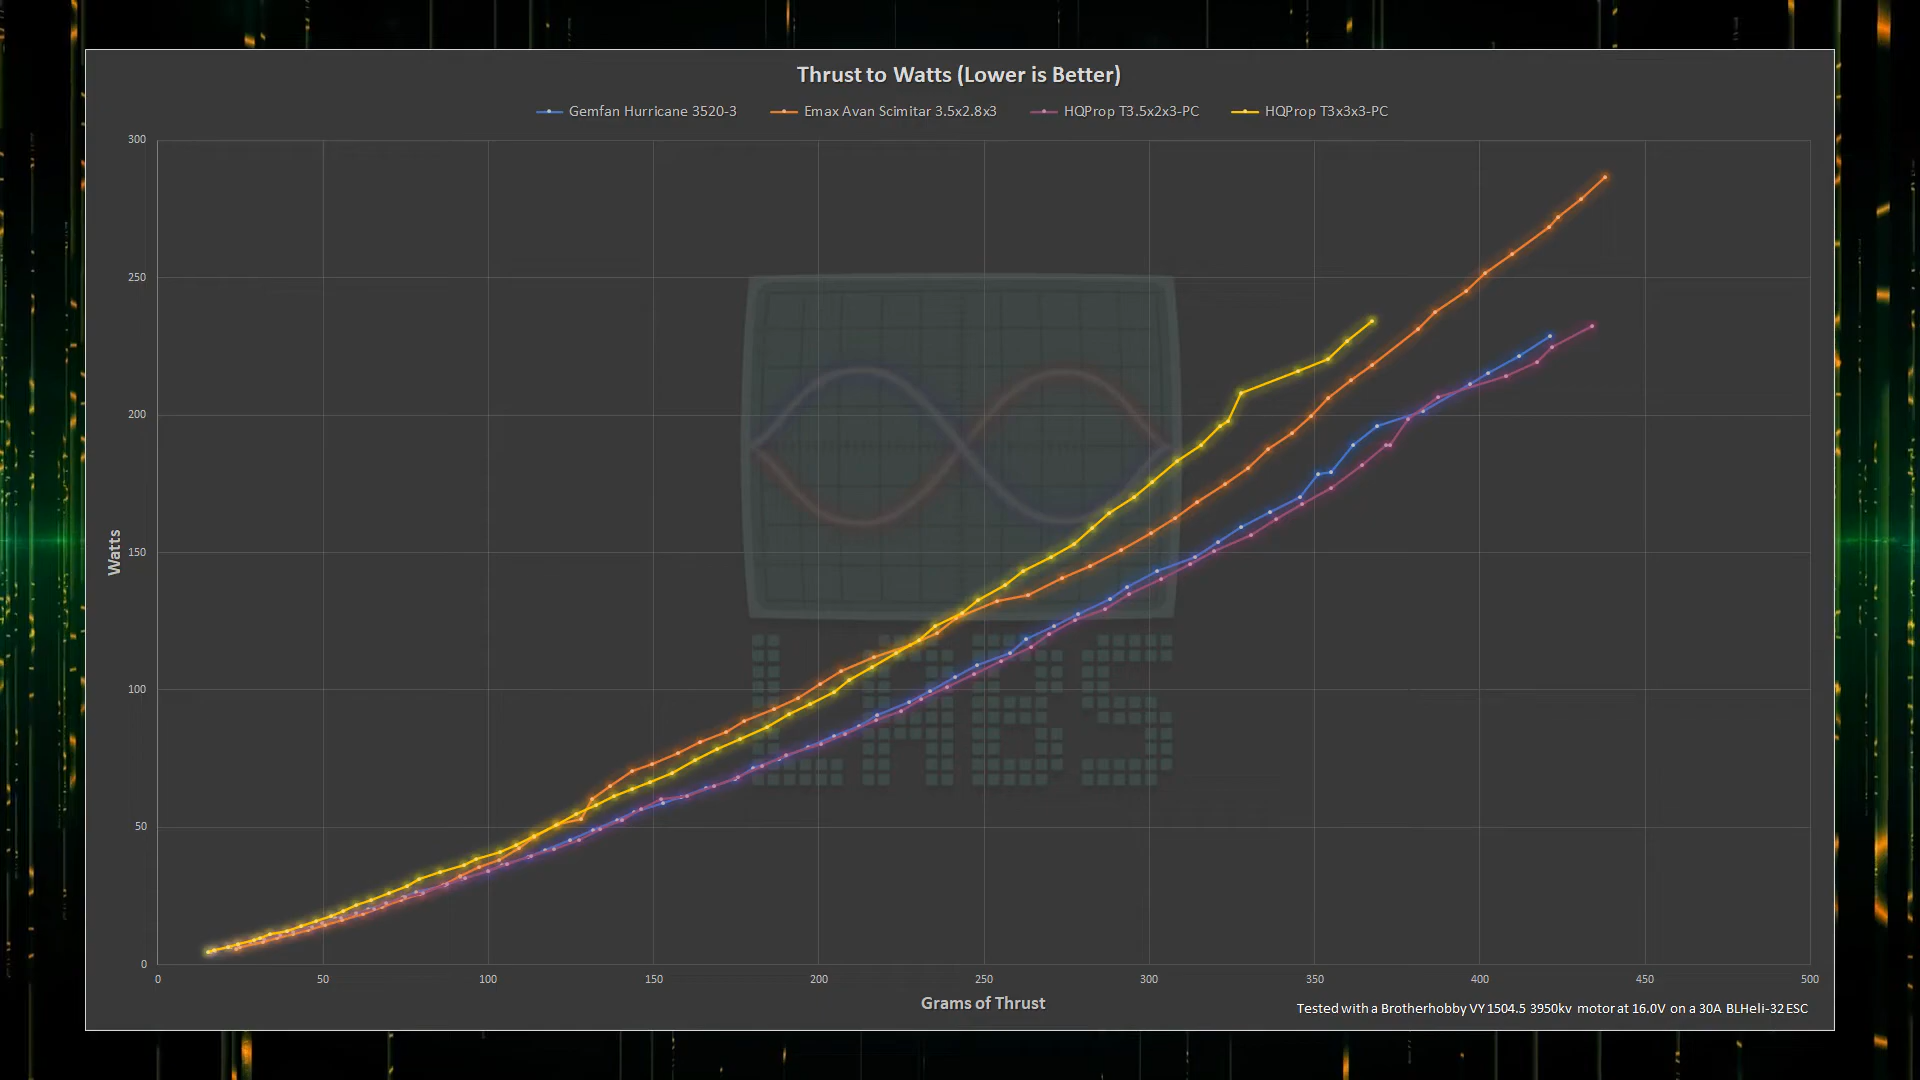 Thrust to Watts (Lower is Better)
Gemfan Hurricane 3520-3 Emax Avan Scimitar 3.5x2.8x3 HQProp T3.5x2x3-PC HQProp T3x3x3-PC
300
250
200
150
100
50
0
Watts
0 50 100 150 200 250 300 350 400 450 500
Grams of Thrust
Tested with a Brotherhobby VY 1504.5 3950kv motor at 16.0V on a 30A BLHeli-32 ESC
LABS